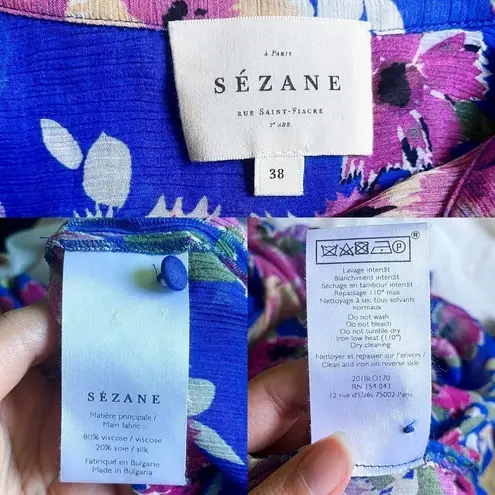 À PARIS
SÉZANE
RUE SAINT-FIACRE
2e ARR.
38
SÉZANE
Matière principale /
Main fabric :
80% viscose / viscose
20% soie / silk
Fabriqué en Bulgarie
Made in Bulgaria
®
P
Lavage interdit
Blanchiment interdit
Séchage en tambour interdit
Repassage 110° max
Nettoyage à sec tous solvants
normaux
Do not wash
Do not bleach
Do not tumble dry
Iron low heat (110°)
Dry cleaning
Nettoyer et repasser sur l'envers /
Clean and iron on reverse side
201BLO170
RN 154 043
12 rue d'Uzès 75002 Paris